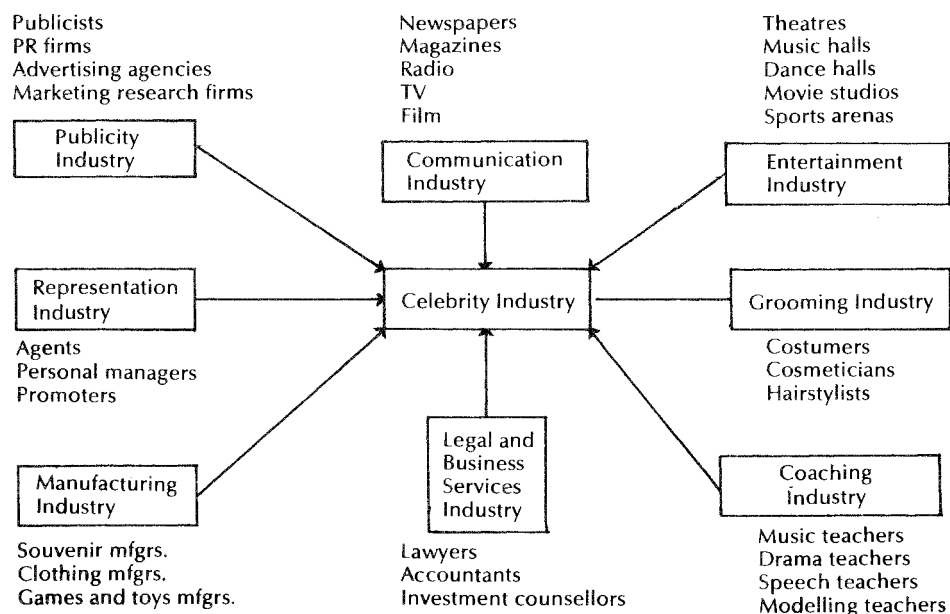 Publicists
PR firms
Advertising agencies
Marketing research firms
Publicity
Industry
Newspapers
Magazines
Radio
TV
Film
Communication
Industry
Theatres
Music halls
Dance halls
Movie studios
Sports arenas
Entertainment
Industry
Representation
Industry
Agents
Personal managers
Promoters
Celebrity Industry
Grooming Industry
Costumers
Cosmeticians
Hairstylists
Manufacturing
Industry
Souvenir mfgrs.
Clothing mfgrs.
Games and toys mfgrs.
Legal and
Business
Services
Industry
Lawyers
Accountants
Investment counsellors
Coaching
Industry
Music teachers
Drama teachers
Speech teachers
Modelling teachers